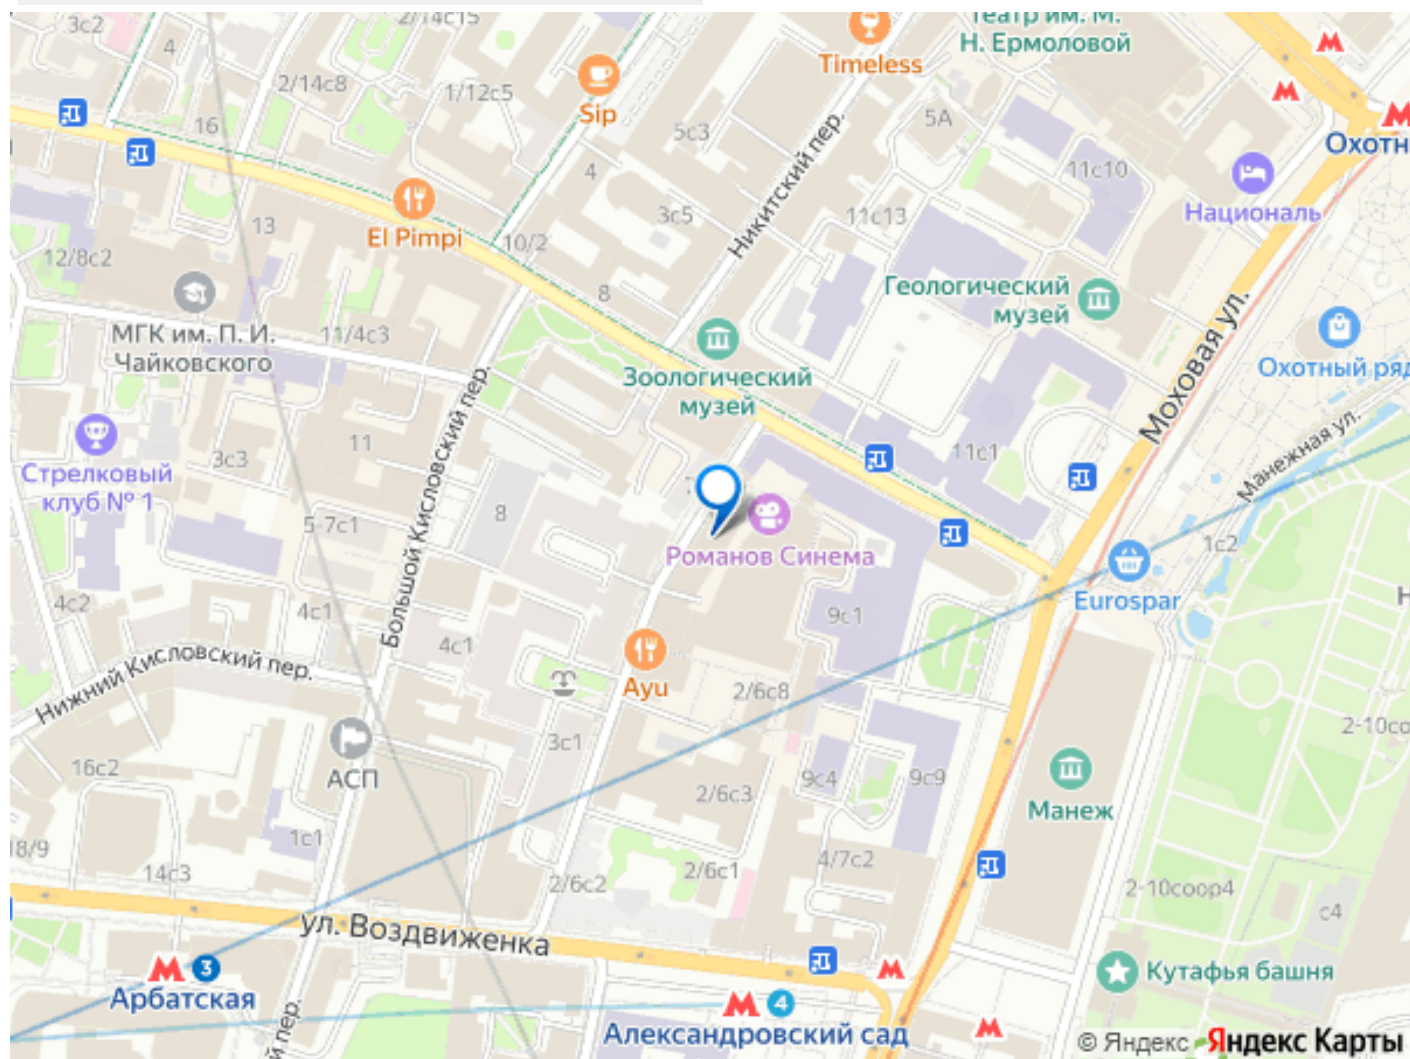 3с2
2/14с15
4
Театр им. М.
Н. Ермоловой
Timeless
2/14с8
1/12с5
Sip
16
5с3
5А
Охотн
4
Никитский пер.
11с10
Националь
3с5
11с13
13
El Pimpi
10/2
12/8с2
8
Геологический
музей
Моховая ул.
МГК им. П. И.
Чайковского
11/4с3
Зоологический
музей
Охотный ряд
Большой Кисловский пер.
Манежная ул.
11
3с3
11с1
Стрелковый
клуб № 1
8
5-7с1
Романов Синема
1с2
Eurospar
4с2
4с1
9с1
Н
4с1
Нижний Кисловский пер.
Ayu
2/6с8
3с1
2-10со
16с2
АСП
2/6с3
9с4
9с9
Манеж
1с1
18/9
14с3
2/6с2
2/6с1
4/7с2
2-10соор4
с4
ул. Воздвиженка
3
Арбатская
Кутафья башня
4
Александровский сад
й пер.
© Яндекс Яндекс Карты